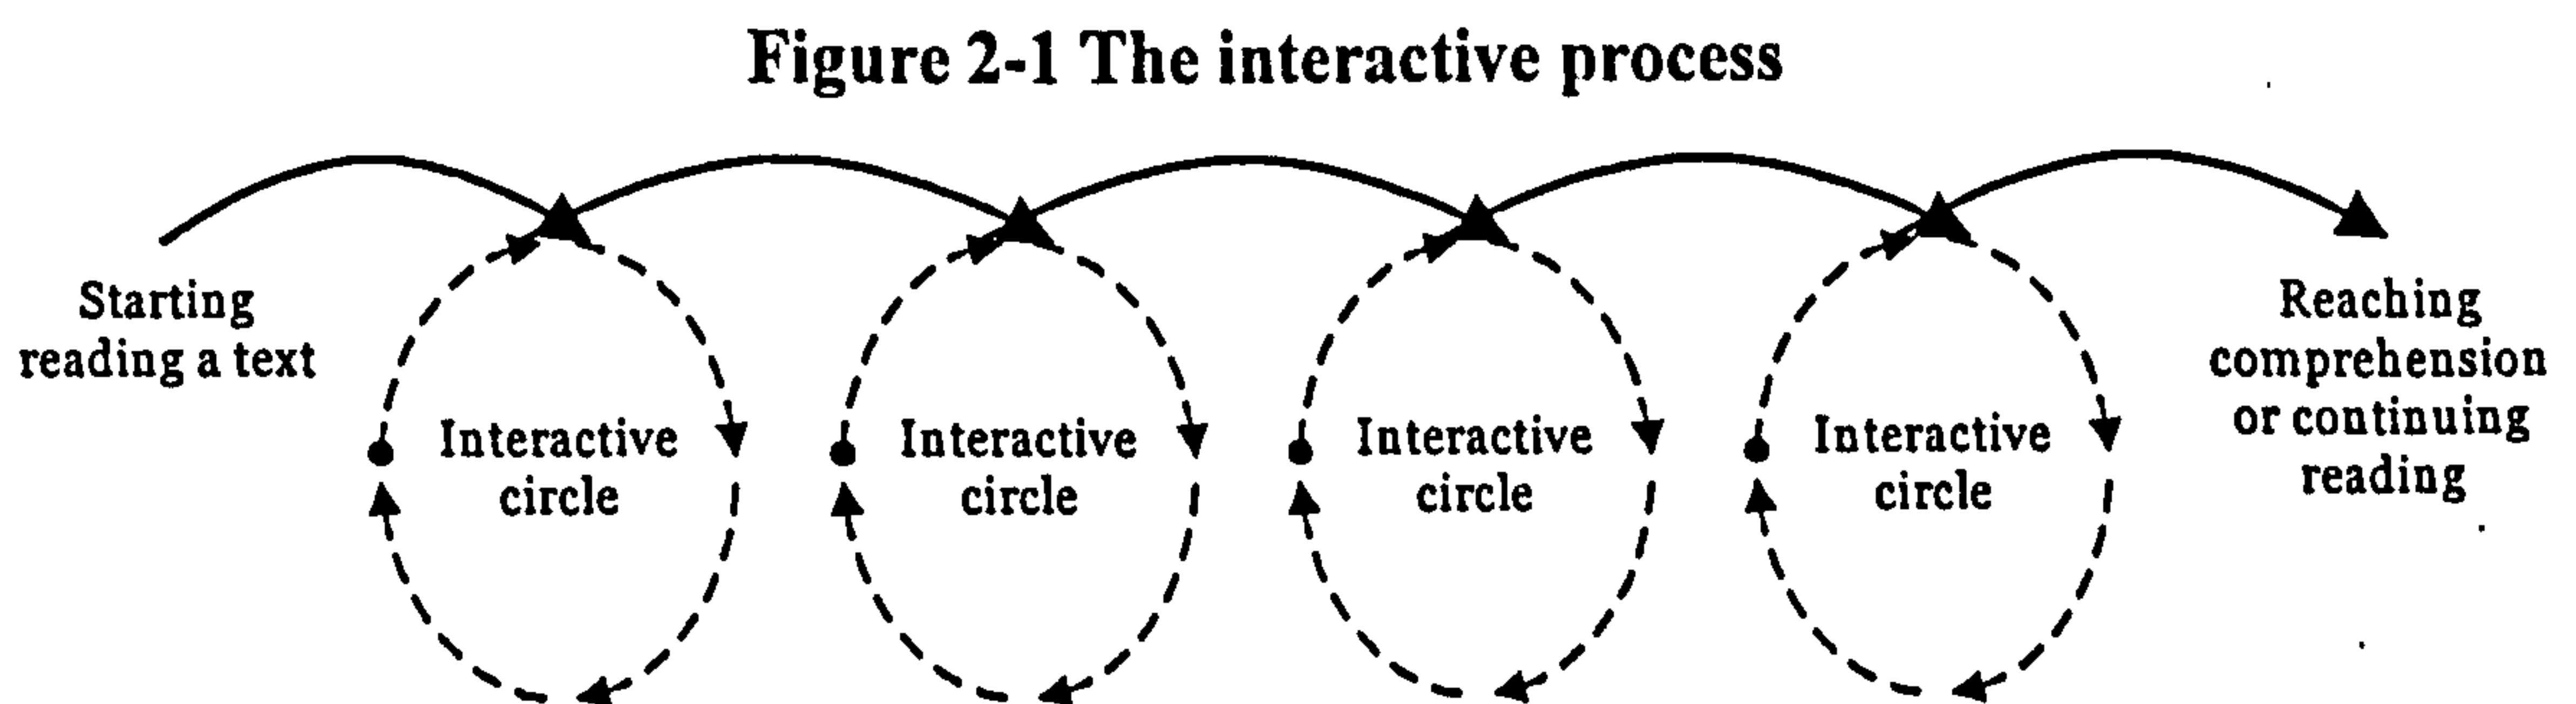 Figure 2-1 The interactive process
Starting
reading a text
Interactive
circle
Interactive
circle
Interactive
circle
Interactive
circle
Reaching
comprehension
or continuing
reading